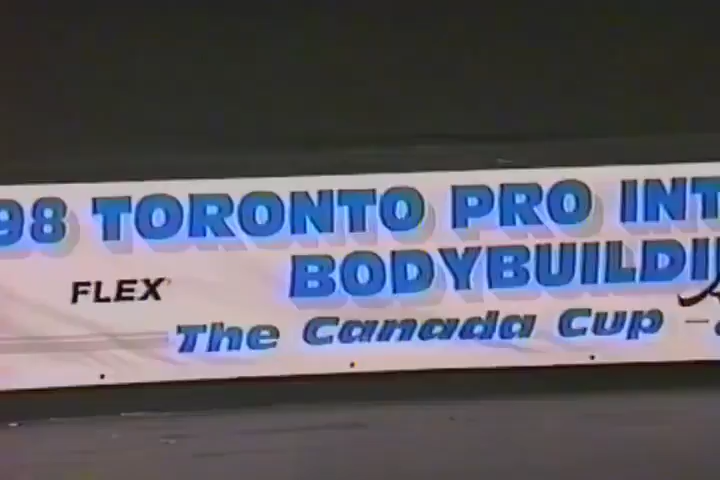 98 TORONTO PRO INT
BODYBUILDI
FLEX
The Canada Cup -